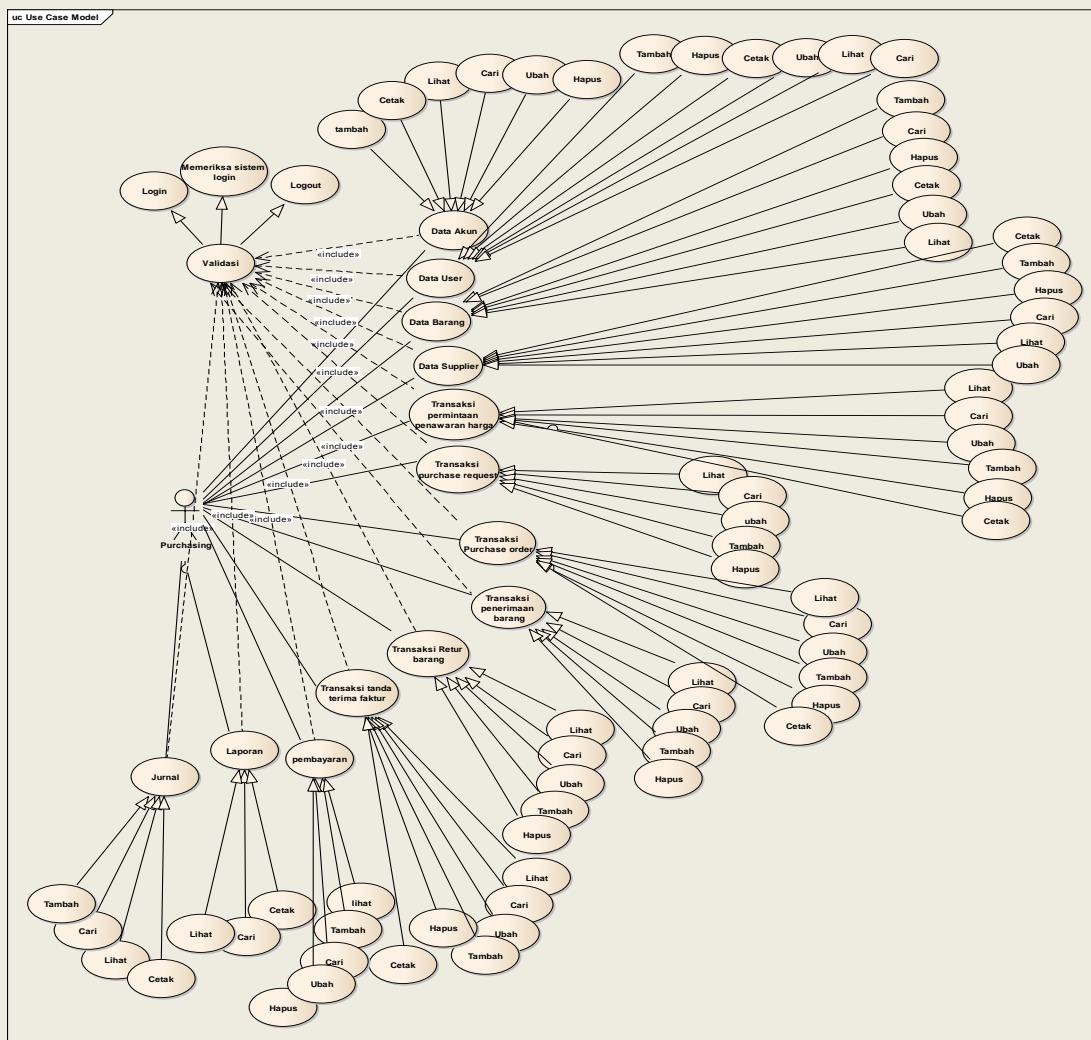 uc Use Case Model
tambah
Cetak
Lihat
Cari
Ubah
Hapus
Tambah
Hapus
Cetak
Ubah
Lihat
Cari
Tambah
Cari
Hapus
Cetak
Ubah
Lihat
Cetak
Tambah
Hapus
Cari
Lihat
Ubah
Login
Memeriksa sistem
login
Logout
Validasi
Data Akun
Data User
Data Barang
Data Supplier
Transaksi
permintaan
penawaran harga
Transaksi
purchase request
Transaksi
Purchase order
Transaksi
penerimaan
barang
Transaksi Retur
barang
Transaksi tanda
terima faktur
pembayaran
Laporan
Jurnal
Purchasing
«include»
«include»
«include»
«include»
«include»
«include»
«include»
«include»
«include»
«include»
«include»
«include»
Lihat
Cari
Ubah
Tambah
Hapus
Cetak
Lihat
Cari
ubah
Tambah
Hapus
Lihat
Cari
Ubah
Tambah
Hapus
Cetak
Lihat
Cari
Ubah
Tambah
Hapus
Lihat
Cari
Ubah
Tambah
Hapus
Lihat
Cari
Ubah
Tambah
Hapus
Cetak
lihat
Tambah
Cari
Ubah
Hapus
Cetak
Cari
Lihat
Tambah
Cari
Lihat
Cetak